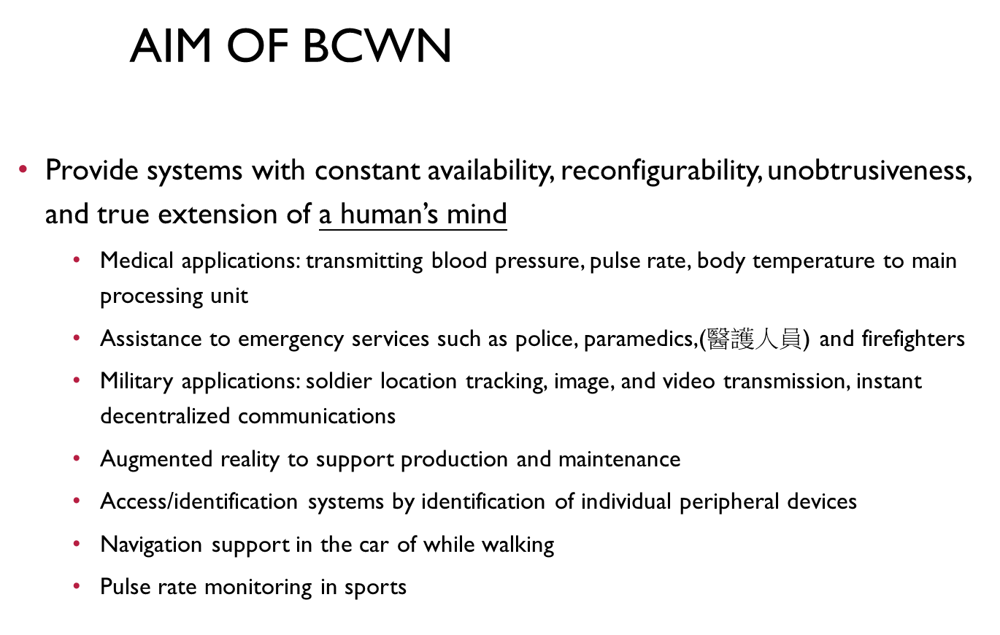 AIM OF BCWN
• Provide systems with constant availability, reconfigurability, unobtrusiveness,
and true extension of a human's mind
• Medical applications: transmitting blood pressure, pulse rate, body temperature to main
processing unit
• Assistance to emergency services such as police, paramedics,(醫護人員) and firefighters
• Military applications: soldier location tracking, image, and video transmission, instant
decentralized communications
• Augmented reality to support production and maintenance
• Access/identification systems by identification of individual peripheral devices
• Navigation support in the car of while walking
• Pulse rate monitoring in sports